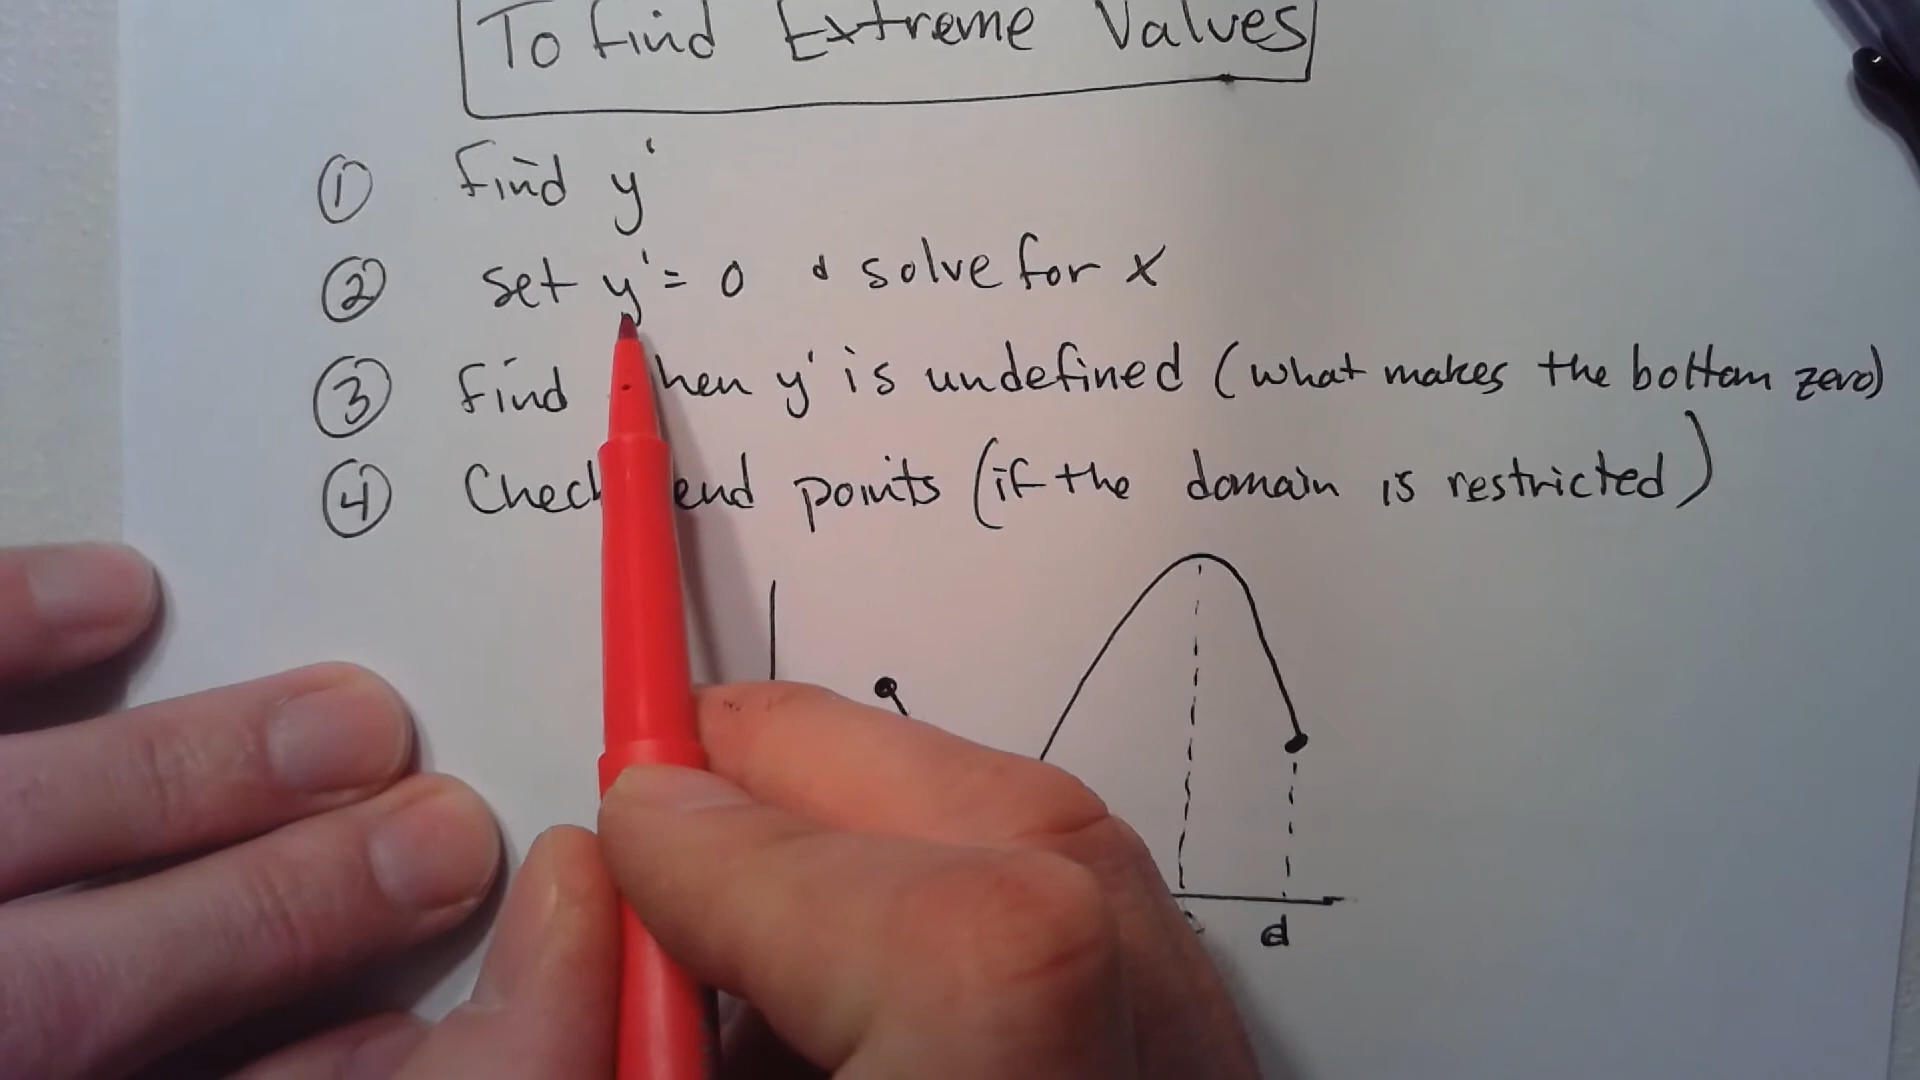 To find Extreme Values
① find y'
② set y' = 0 & solve for x
③ find hen y' is undefined (what makes the bottom zero)
④ Chec end points (if the domain is restricted)
d